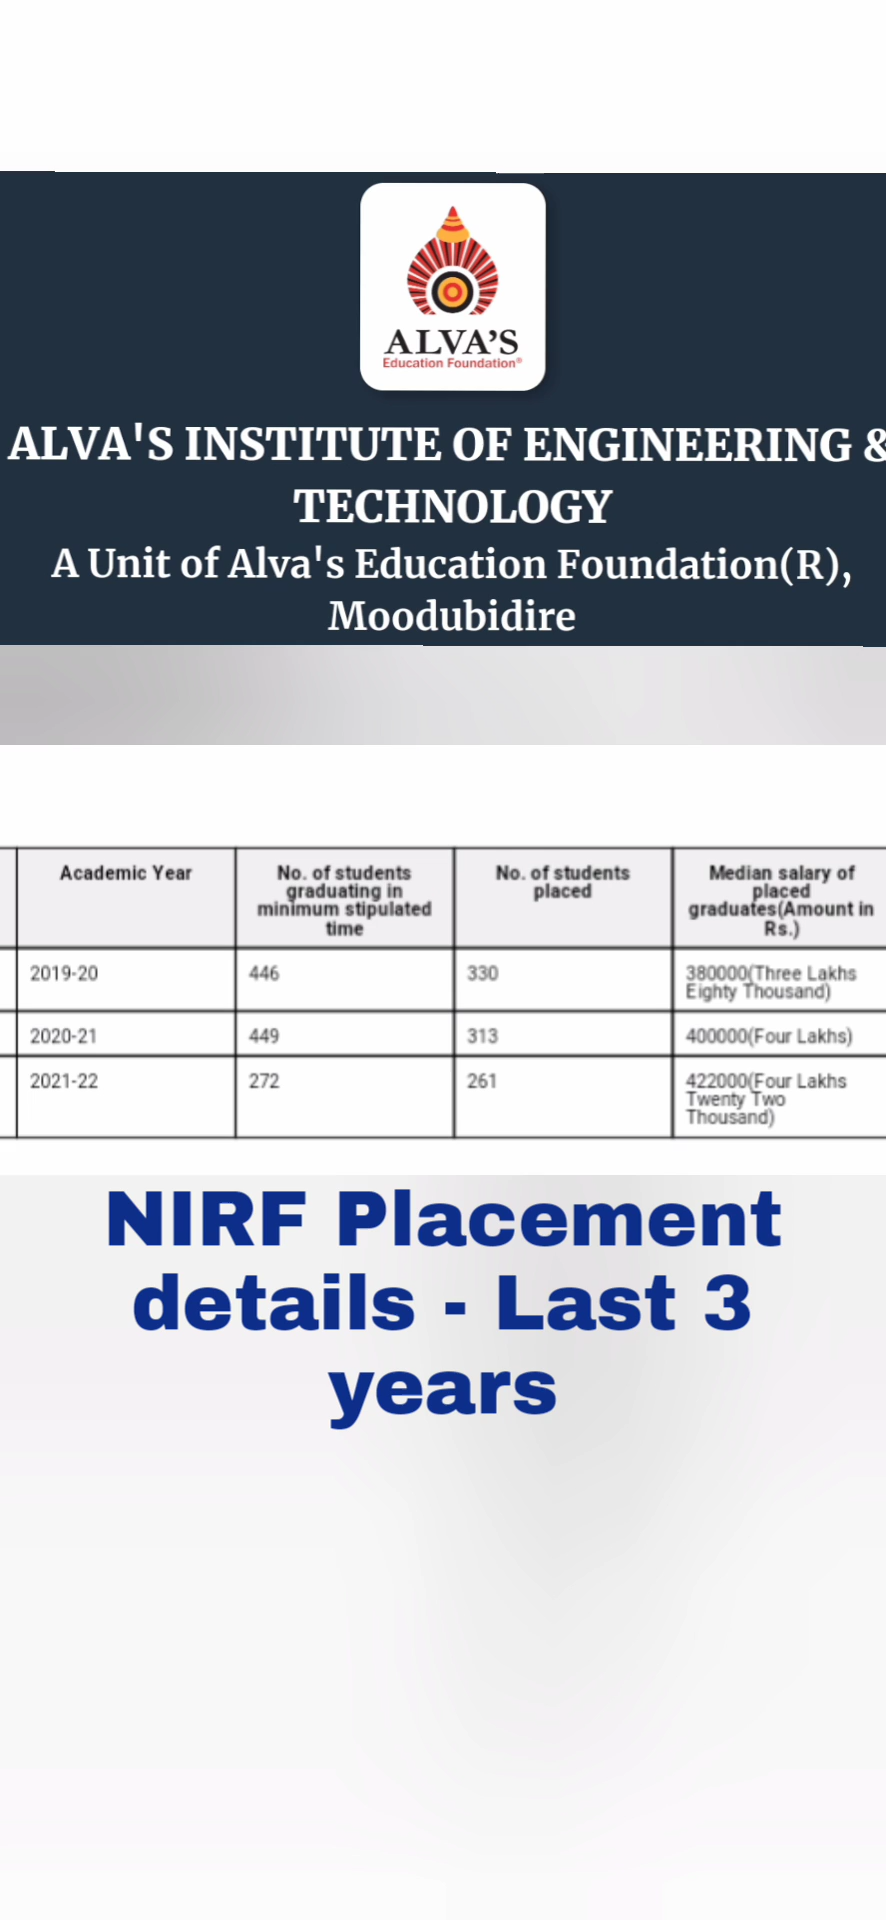 ALVA'S
Education Foundation®
ALVA'S INSTITUTE OF ENGINEERING &
TECHNOLOGY
A Unit of Alva's Education Foundation(R),
Moodubidire
Academic Year
No. of students
graduating in
minimum stipulated
time
No. of students
placed
Median salary of
placed
graduates(Amount in
Rs.)
2019-20
446
330
380000(Three Lakhs
Eighty Thousand)
2020-21
449
313
400000(Four Lakhs)
2021-22
272
261
422000(Four Lakhs
Twenty Two
Thousand)
NIRF Placement
details - Last 3
years